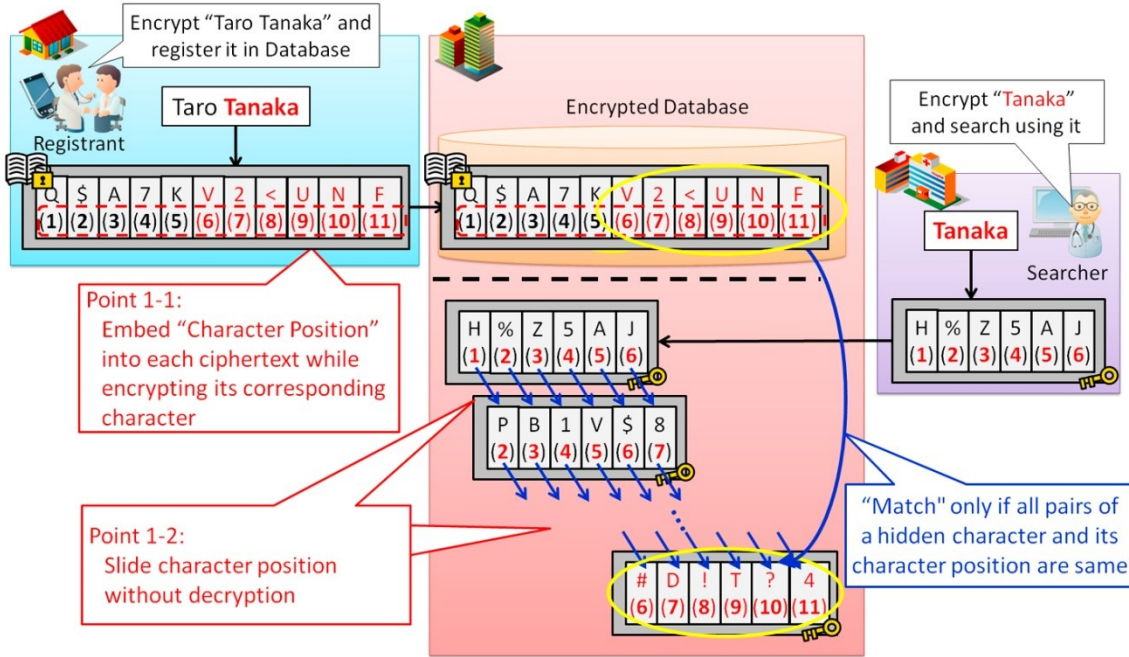 Encrypt “Taro Tanaka” and
register it in Database
Registrant
Taro Tanaka
Q $ A 7 K V 2 < U N F
(1) (2) (3) (4) (5) (6) (7) (8) (9) (10) (11)
Encrypted Database
Q $ A 7 K V 2 < U N F
(1) (2) (3) (4) (5) (6) (7) (8) (9) (10) (11)
Encrypt “Tanaka”
and search using it
Tanaka
Searcher
H % Z 5 A J
(1) (2) (3) (4) (5) (6)
H % Z 5 A J
(1) (2) (3) (4) (5) (6)
P B 1 V $ 8
(2) (3) (4) (5) (6) (7)
# D ! T ? 4
(6) (7) (8) (9) (10) (11)
Point 1-1:
Embed “Character Position”
into each ciphertext while
encrypting its corresponding
character
Point 1-2:
Slide character position
without decryption
“Match" only if all pairs of
a hidden character and its
character position are same